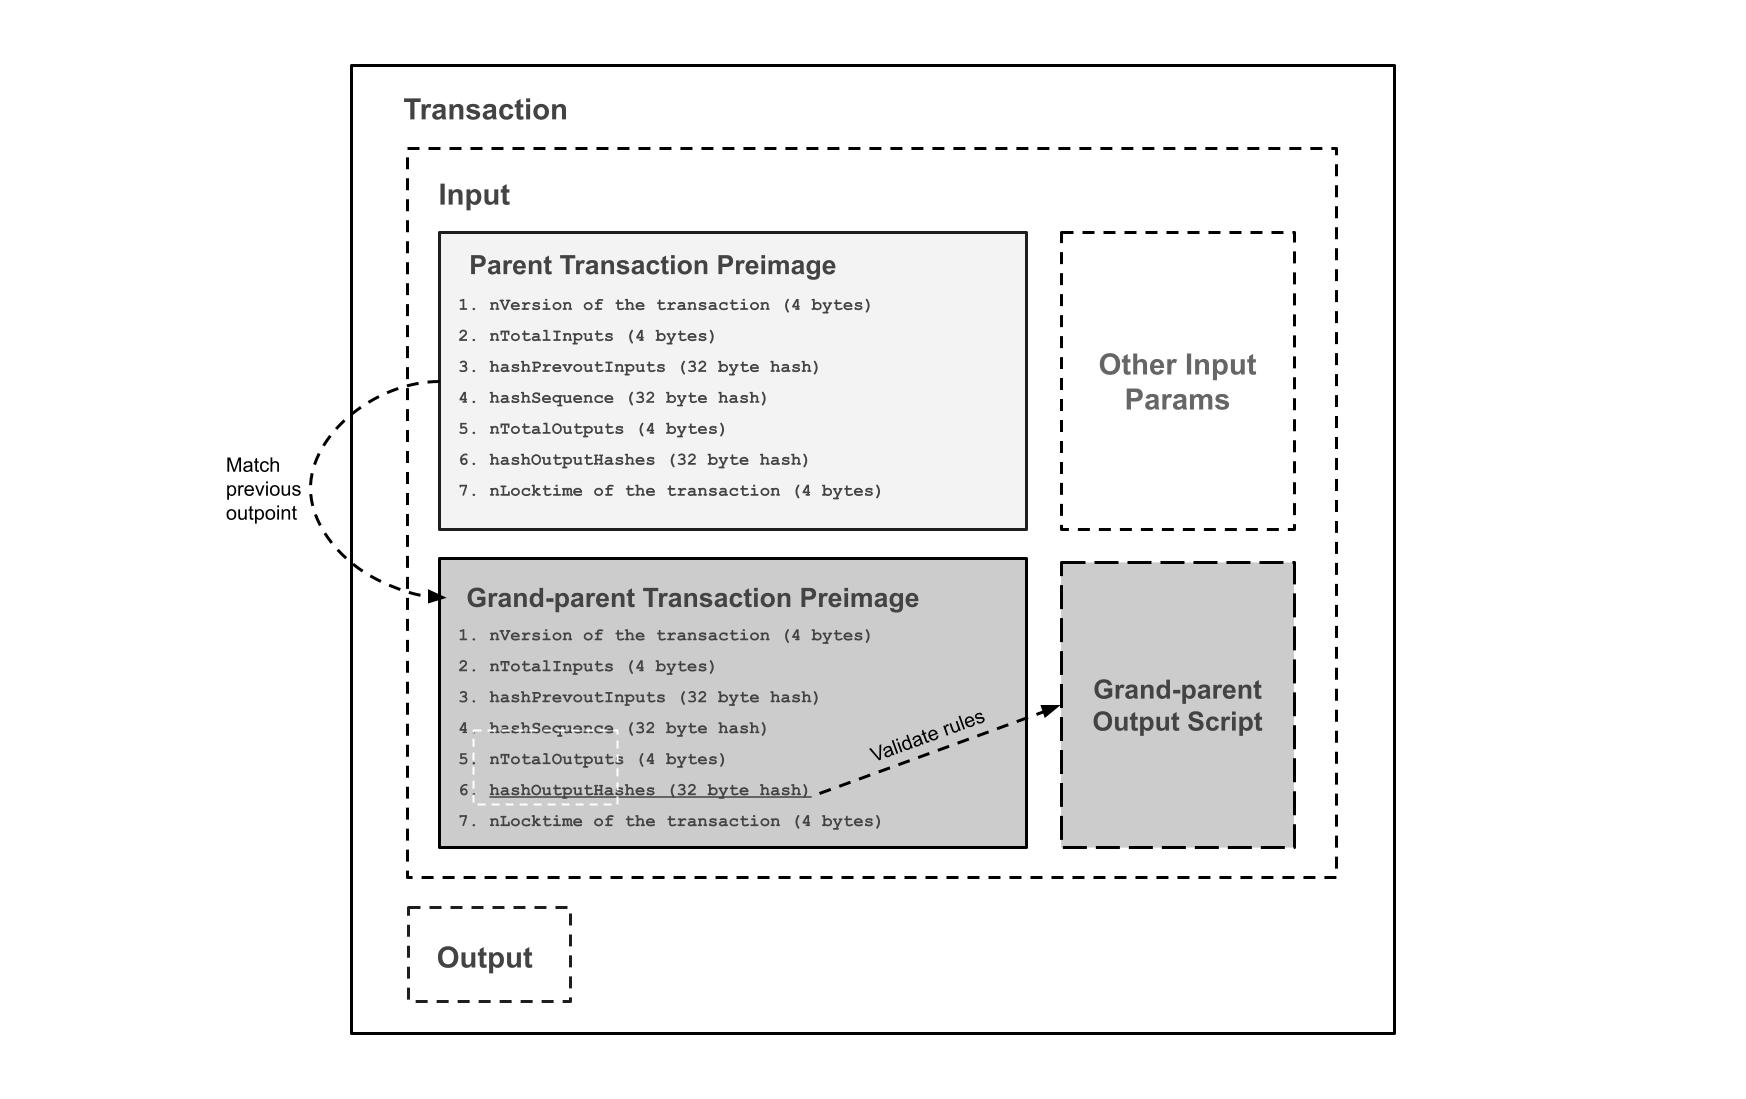 Transaction
Input
Parent Transaction Preimage
1. nVersion of the transaction (4 bytes)
2. nTotalInputs (4 bytes)
3. hashPrevoutInputs (32 byte hash)
4. hashSequence (32 byte hash)
5. nTotalOutputs (4 bytes)
6. hashOutputHashes (32 byte hash)
7. nLocktime of the transaction (4 bytes)
Other Input
Params
Match
previous
outpoint
Grand-parent Transaction Preimage
1. nVersion of the transaction (4 bytes)
2. nTotalInputs (4 bytes)
3. hashPrevoutInputs (32 byte hash)
4. hashSequence (32 byte hash)
5. nTotalOutputs (4 bytes)
6. hashOutputHashes (32 byte hash)
7. nLocktime of the transaction (4 bytes)
Validate rules
Grand-parent
Output Script
Output